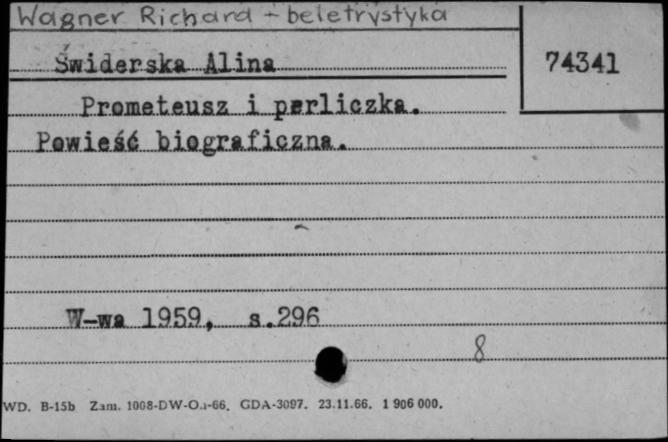 Wagner Richard - beletrystyka
Świderska Alina
74341
Prometeusz i perliczka.
Powieść biograficzna.
W-wa 1959, s.296
8
WD. B-15b Zam. 1008-DW-O.i-66. GDA-3097. 23.11.66. 1 906 000.